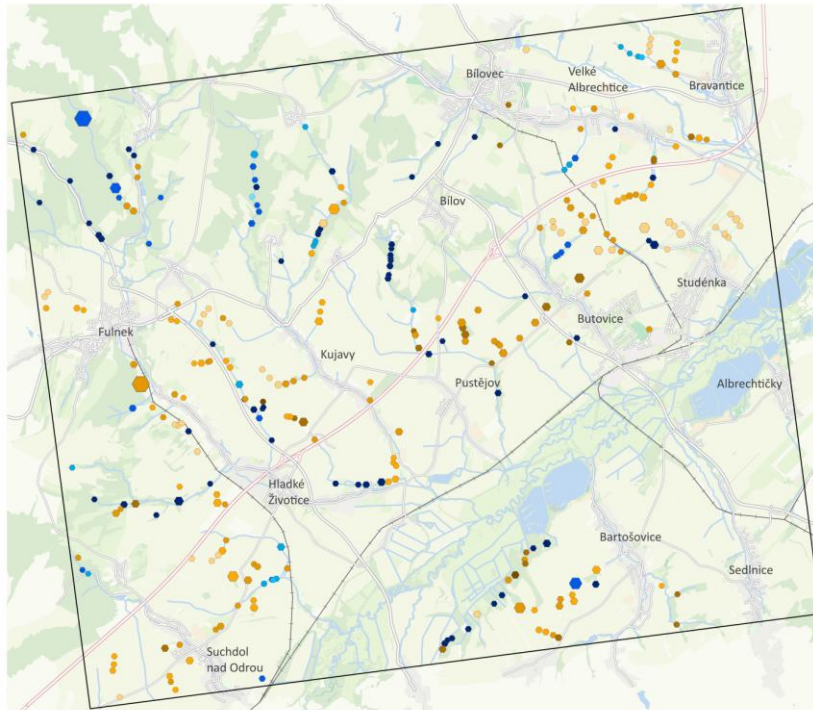 Bílovec
Velké
Albrechtice
Bravantice
Bílov
Studénka
Fulnek
Butovice
Kujavy
Pustějov
Albrechtičky
Hladké
Životice
Bartošovice
Sedlnice
Suchdol
nad Odrou